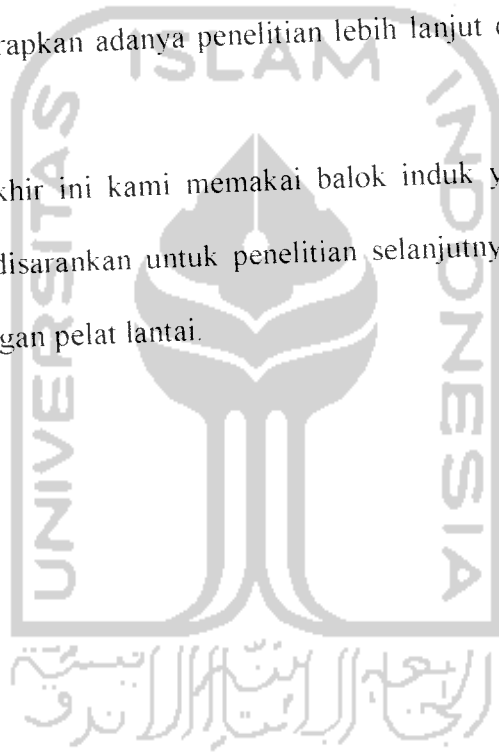 rapkan adanya penelitian lebih lanjut
ISLAM
khir ini kami memakai balok induk y
disarankan untuk penelitian selanjutny
gan pelat lantai.
UNIVERSITAS
INDONESIA